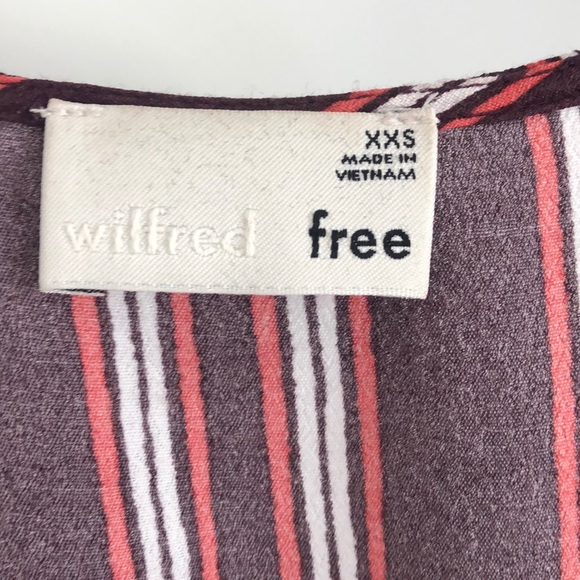 XXS
MADE IN
VIETNAM
wilfred free